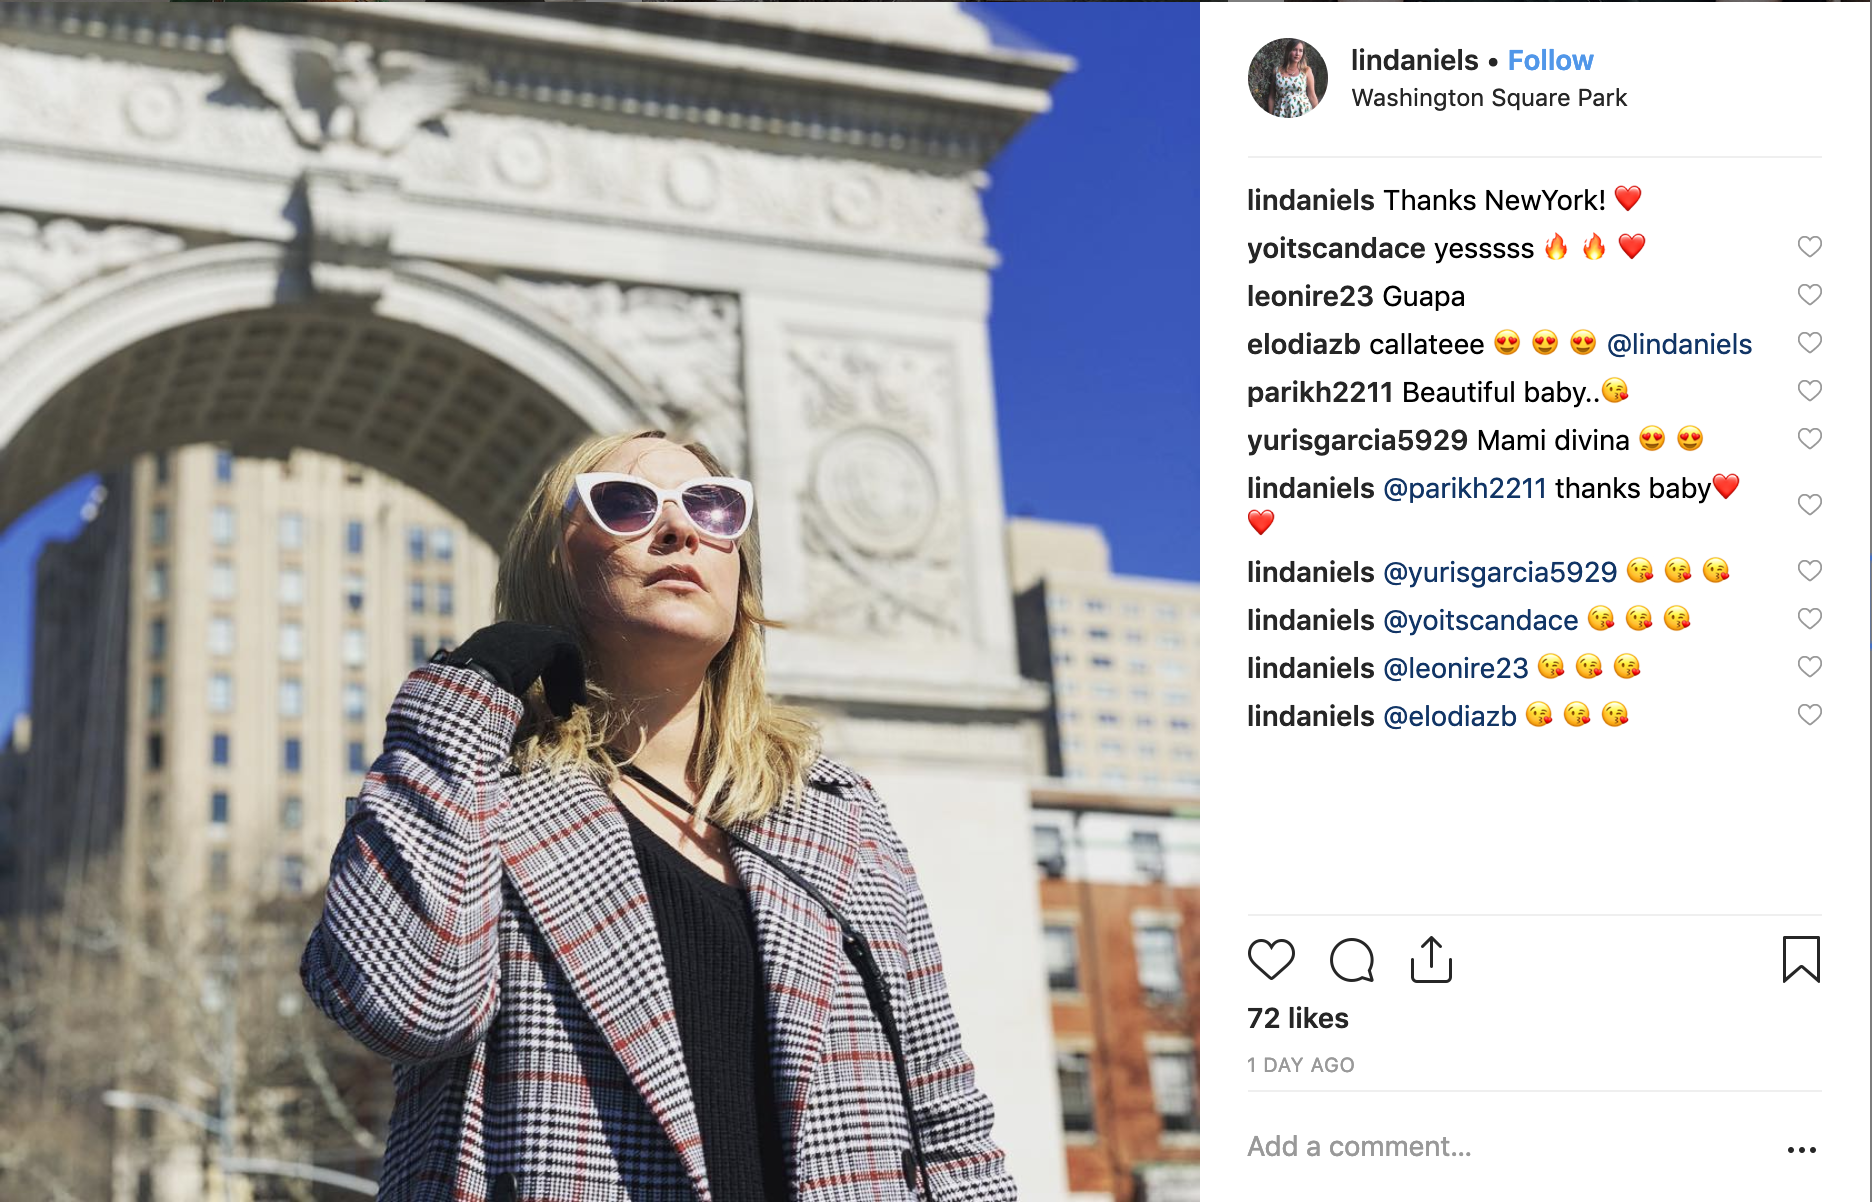 lindaniels • Follow
Washington Square Park
lindaniels Thanks NewYork! ❤️
yoitscandace yesssss 🔥 🔥 ❤️
leonire23 Guapa
elodiazb callateee 😍 😍 😍 @lindaniels
parikh2211 Beautiful baby..😘
yurisgarcia5929 Mami divina 😍 😍
lindaniels @parikh2211 thanks baby❤️
❤️
lindaniels @yurisgarcia5929 😘 😘 😘
lindaniels @yoitscandace 😘 😘 😘
lindaniels @leonire23 😘 😘 😘
lindaniels @elodiazb 😘 😘 😘
72 likes
1 DAY AGO
Add a comment...